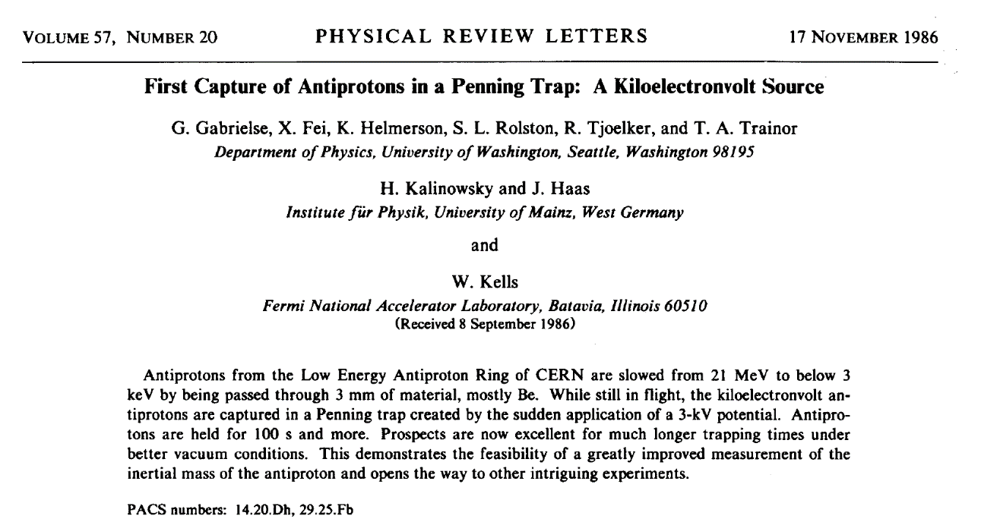 VOLUME 57, NUMBER 20 PHYSICAL REVIEW LETTERS 17 NOVEMBER 1986
First Capture of Antiprotons in a Penning Trap: A Kiloelectronvolt Source
G. Gabrielse, X. Fei, K. Helmerson, S. L. Rolston, R. Tjoelker, and T. A. Trainor
Department of Physics, University of Washington, Seattle, Washington 98195
H. Kalinowsky and J. Haas
Institute für Physik, University of Mainz, West Germany
and
W. Kells
Fermi National Accelerator Laboratory, Batavia, Illinois 60510
(Received 8 September 1986)
Antiprotons from the Low Energy Antiproton Ring of CERN are slowed from 21 MeV to below 3
keV by being passed through 3 mm of material, mostly Be. While still in flight, the kiloelectronvolt an-
tiprotons are captured in a Penning trap created by the sudden application of a 3-kV potential. Antipro-
tons are held for 100 s and more. Prospects are now excellent for much longer trapping times under
better vacuum conditions. This demonstrates the feasibility of a greatly improved measurement of the
inertial mass of the antiproton and opens the way to other intriguing experiments.
PACS numbers: 14.20.Dh, 29.25.Fb